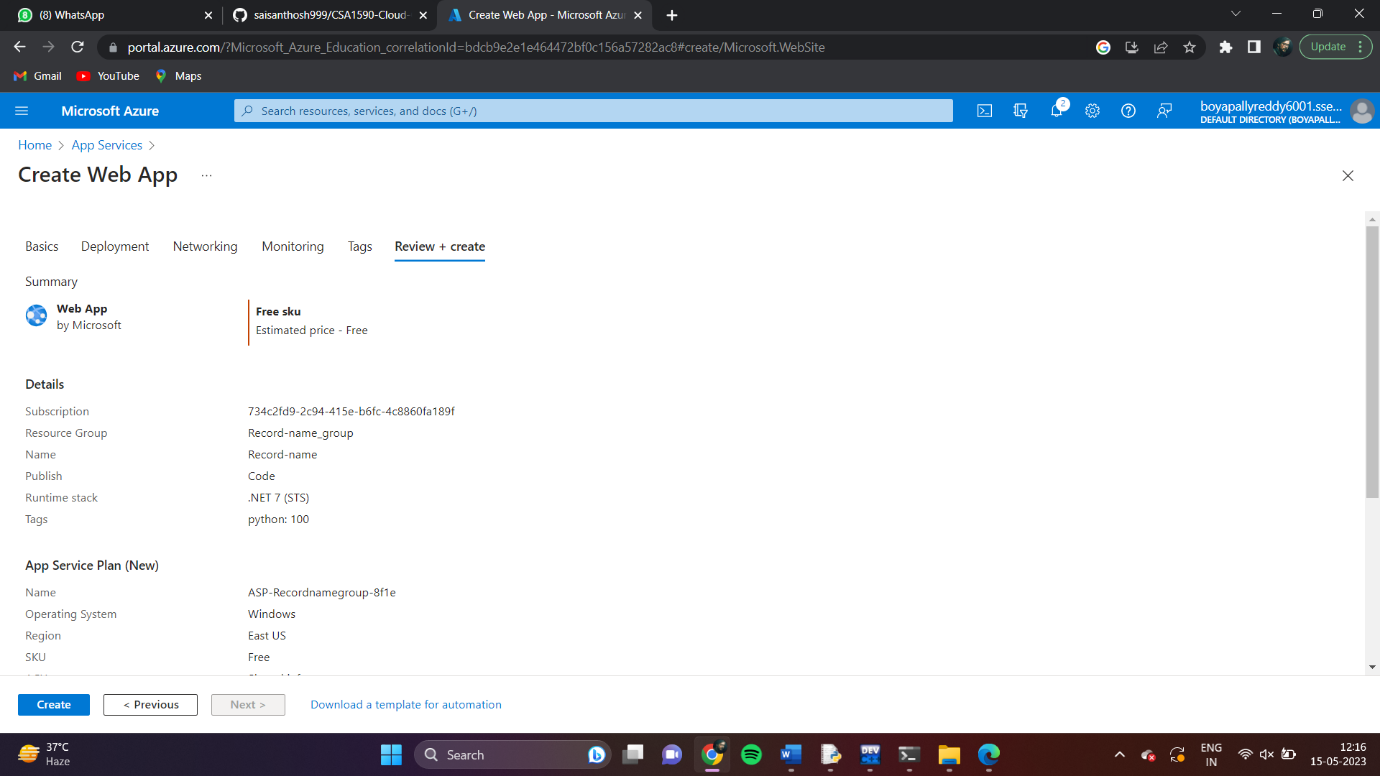 (8) WhatsApp
saisanthosh999/CSA1590-Cloud-
Create Web App - Microsoft Azur
portal.azure.com/?Microsoft_Azure_Education_correlationId=bdcb9e2e1e464472bf0c156a57282ac8#create/Microsoft.WebSite
Update
Gmail
YouTube
Maps
Microsoft Azure
Search resources, services, and docs (G+/)
2
boyapallyreddy6001.sse...
DEFAULT DIRECTORY (BOYAPALL...
Home > App Services >
Create Web App ...
Basics Deployment Networking Monitoring Tags Review + create
Summary
Web App
by Microsoft
Free sku
Estimated price - Free
Details
Subscription 734c2fd9-2c94-415e-b6fc-4c8860fa189f
Resource Group Record-name_group
Name Record-name
Publish Code
Runtime stack .NET 7 (STS)
Tags python: 100
App Service Plan (New)
Name ASP-Recordnamegroup-8f1e
Operating System Windows
Region East US
SKU Free
Create < Previous Next > Download a template for automation
37°C
Haze
Search
ENG
IN
12:16
15-05-2023